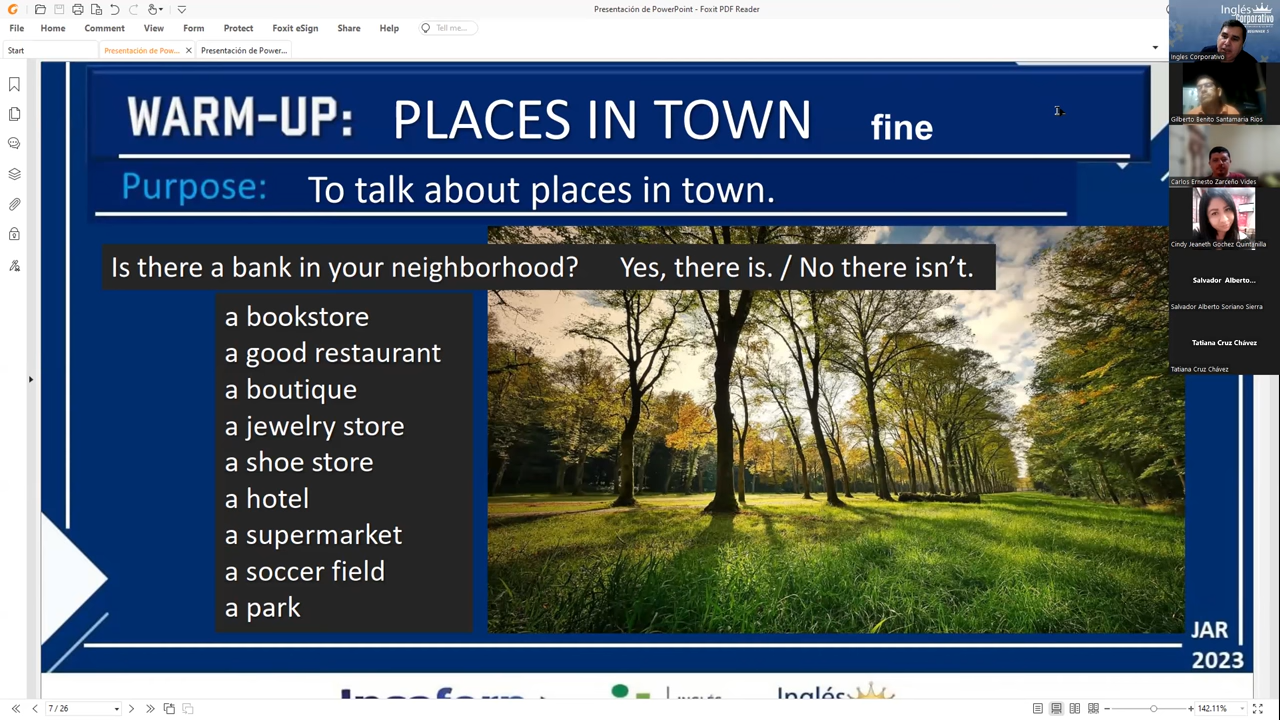 Presentación de PowerPoint - Foxit PDF Reader
File Home Comment View Form Protect Foxit eSign Share Help Tell me...
Start Presentación de Pow... Presentación de Power...
WARM-UP: PLACES IN TOWN fine
Purpose: To talk about places in town.
Is there a bank in your neighborhood? Yes, there is. / No there isn't.
a bookstore
a good restaurant
a boutique
a jewelry store
a shoe store
a hotel
a supermarket
a soccer field
a park
JAR
2023
Inglés
7 / 26
142.11%
Inglés
Corporativo
Ingles Corporativo
Gilberto Benito Santamaria Ríos
Carlos Ernesto Zarceño Vides
Cindy Jeaneth Gochez Quintanilla
Salvador Alberto...
Salvador Alberto Soriano Sierra
Tatiana Cruz Chávez
Tatiana Cruz Chávez